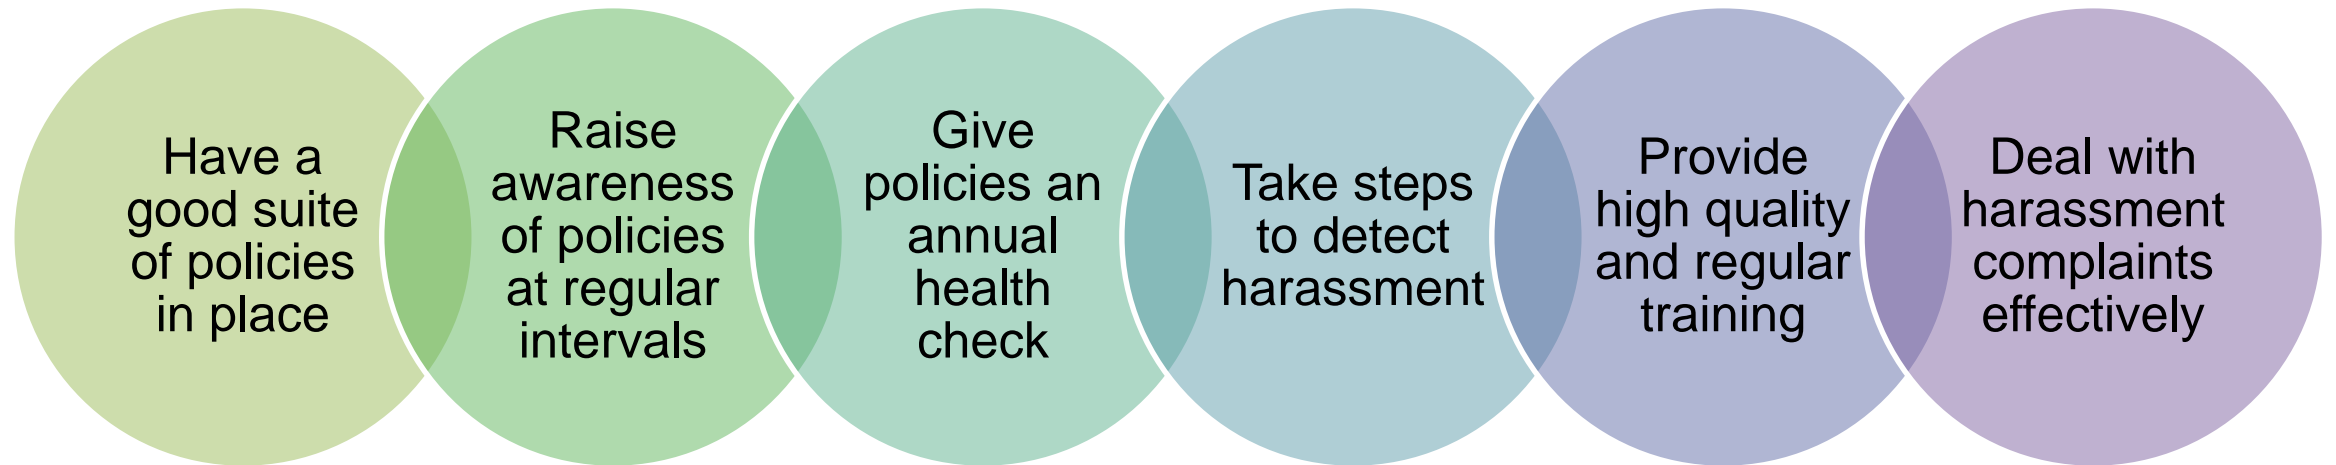 Have a
good suite
of policies
in place
Raise
awareness
of policies
at regular
intervals
Give
policies an
annual
health
check
Take steps
to detect
harassment
Provide
high quality
and regular
training
Deal with
harassment
complaints
effectively